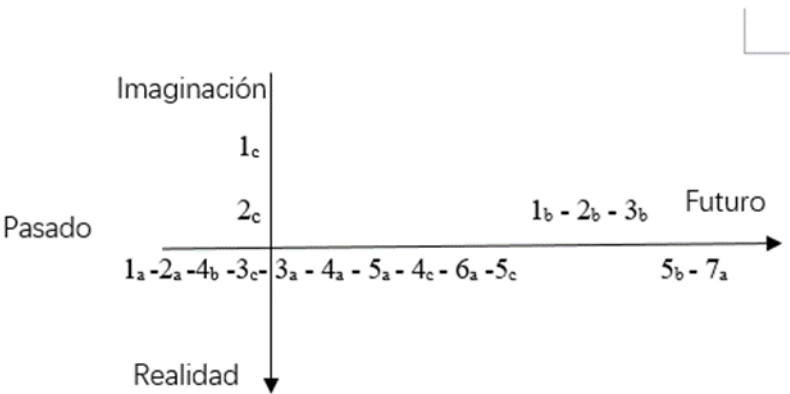 Imaginación
1c
2c
1b - 2b - 3b
Futuro
Pasado
1a -2a -4b -3c- 3a - 4a - 5a - 4c - 6a -5c
5b - 7a
Realidad